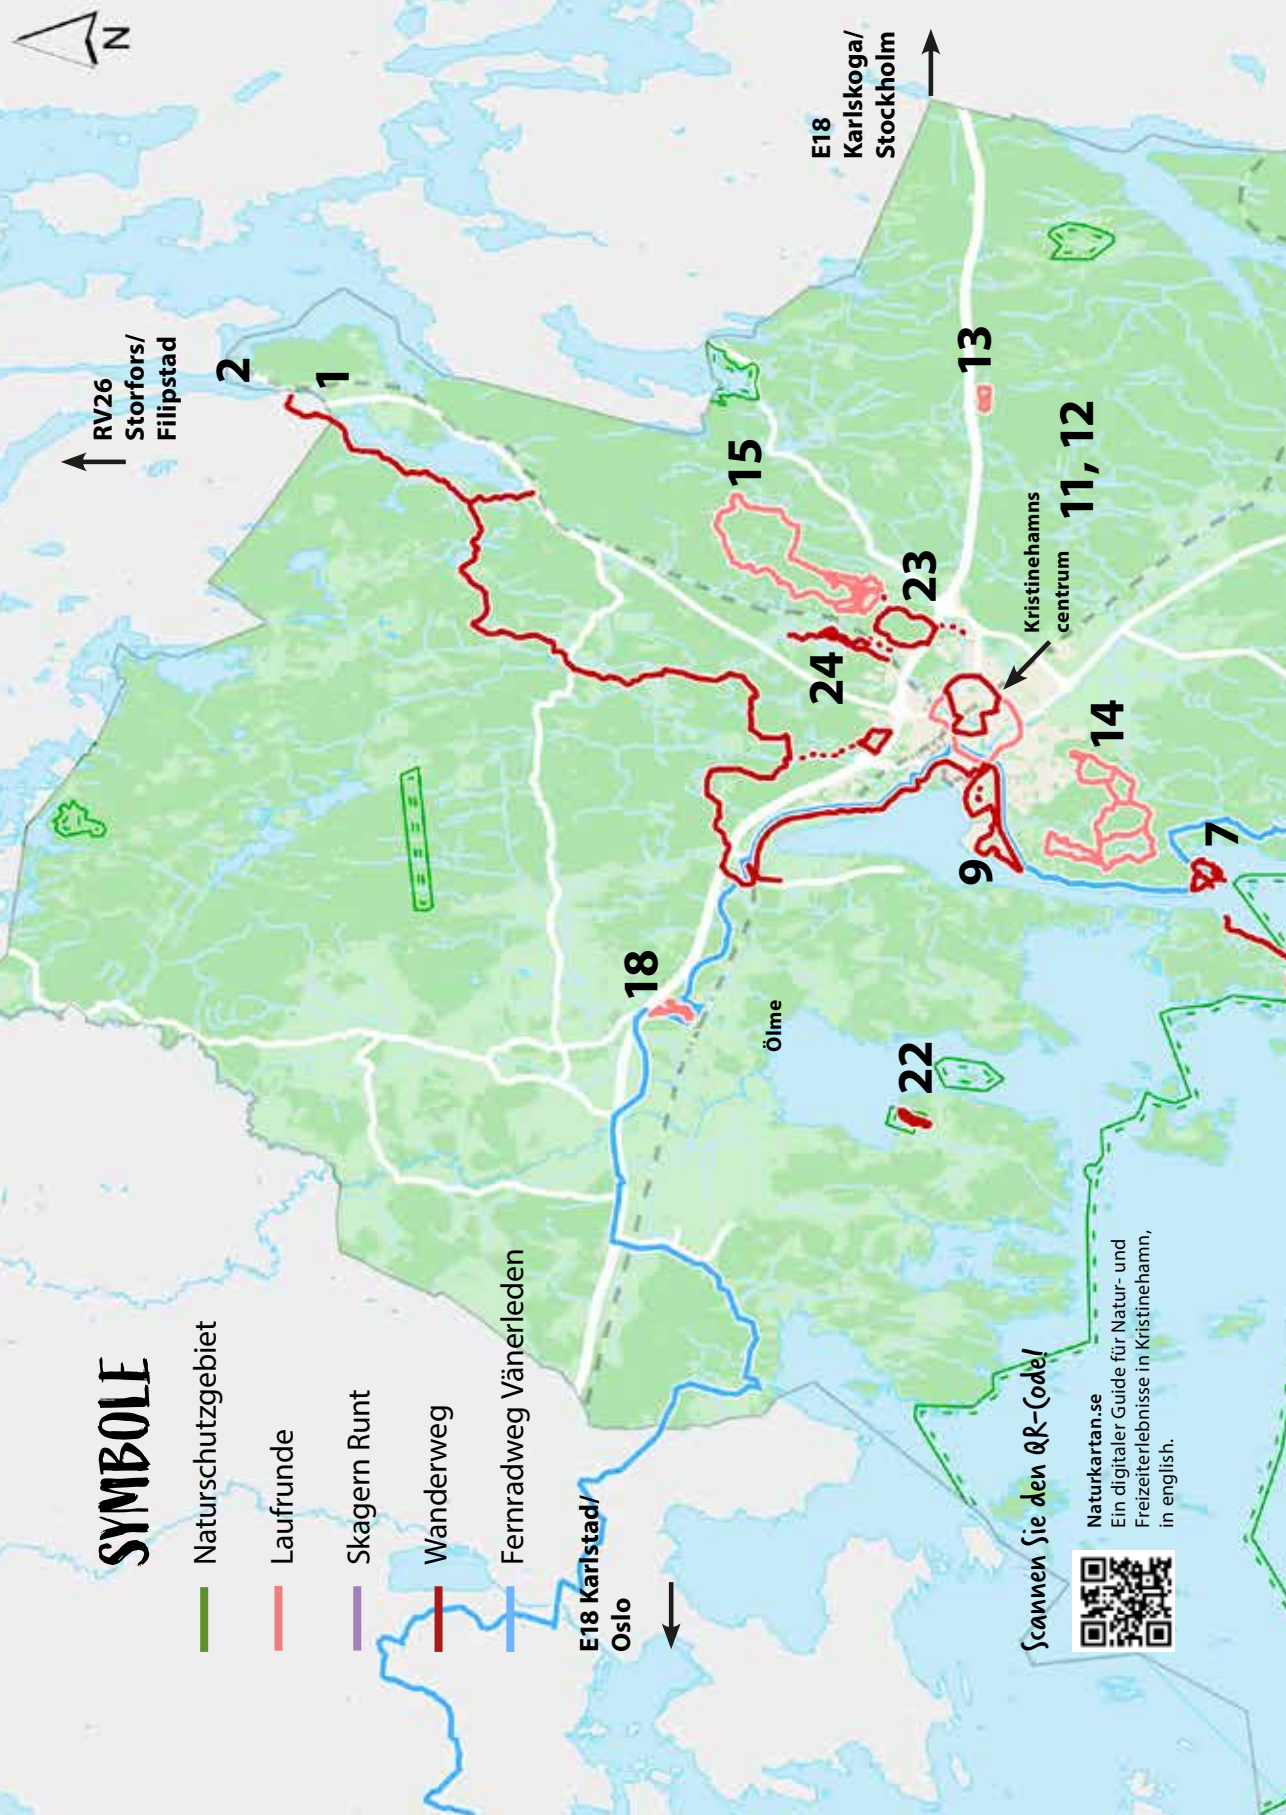 SYMBOLE
Naturschutzgebiet
Laufrunde
Skagern Runt
Wanderweg
Fernradweg Vänerleden
E18 Karlstad/
Oslo
RV26
Storfors/
Filipstad
N
2
1
E18
Karlskoga/
Stockholm
18
15
13
24
23
Kristinehamns
centrum
11, 12
Ölme
22
9
14
7
Scannen Sie den QR-Code!
Naturkartan.se
Ein digitaler Guide für Natur- und
Freizeiterlebnisse in Kristinehamn,
in english.